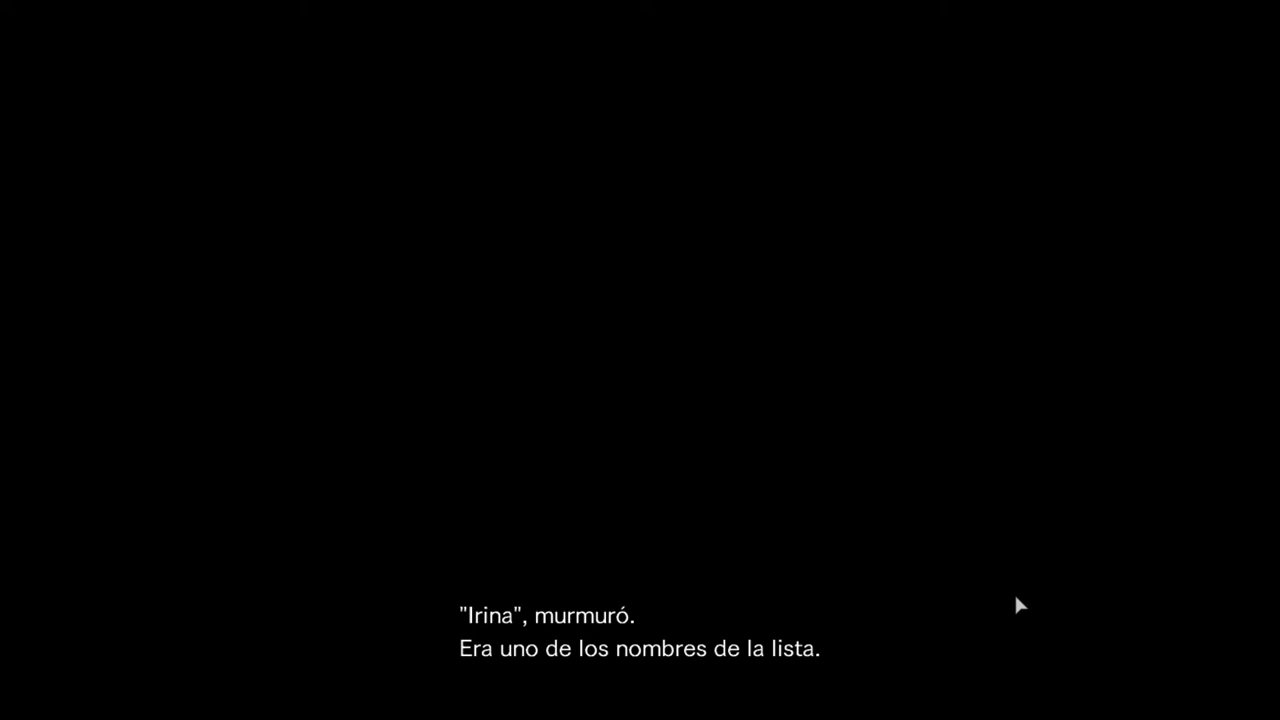 "Irina", murmuró.
Era uno de los nombres de la lista.